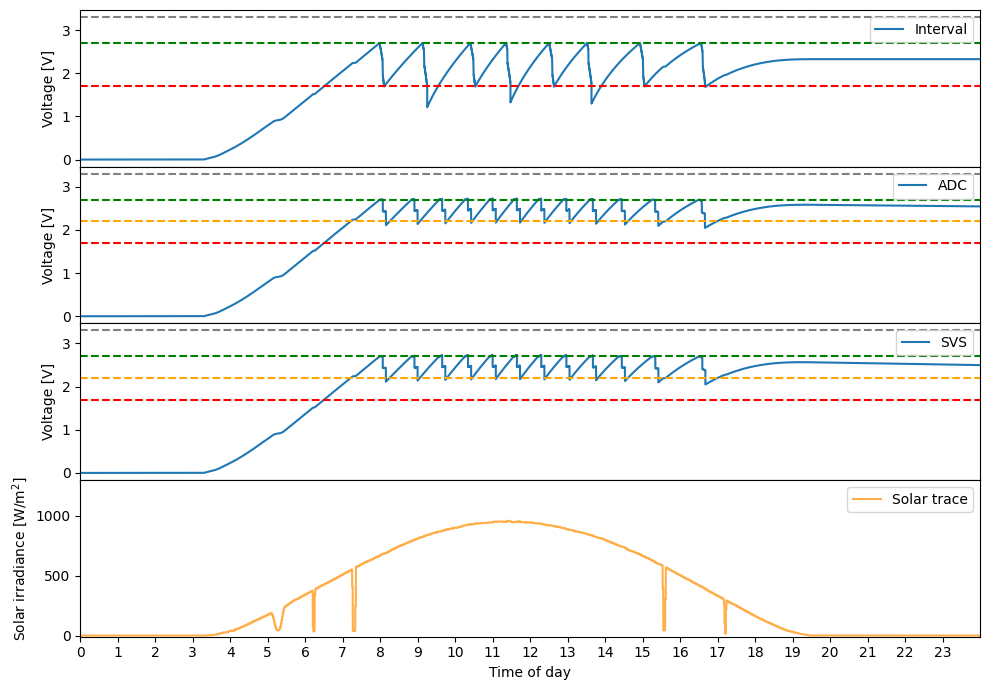 Voltage [V]
3
2
1
0
Interval
Voltage [V]
3
2
1
0
ADC
Voltage [V]
3
2
1
0
SVS
Solar irradiance [W/m²]
1000
500
0
Solar trace
0 1 2 3 4 5 6 7 8 9 10 11 12 13 14 15 16 17 18 19 20 21 22 23
Time of day